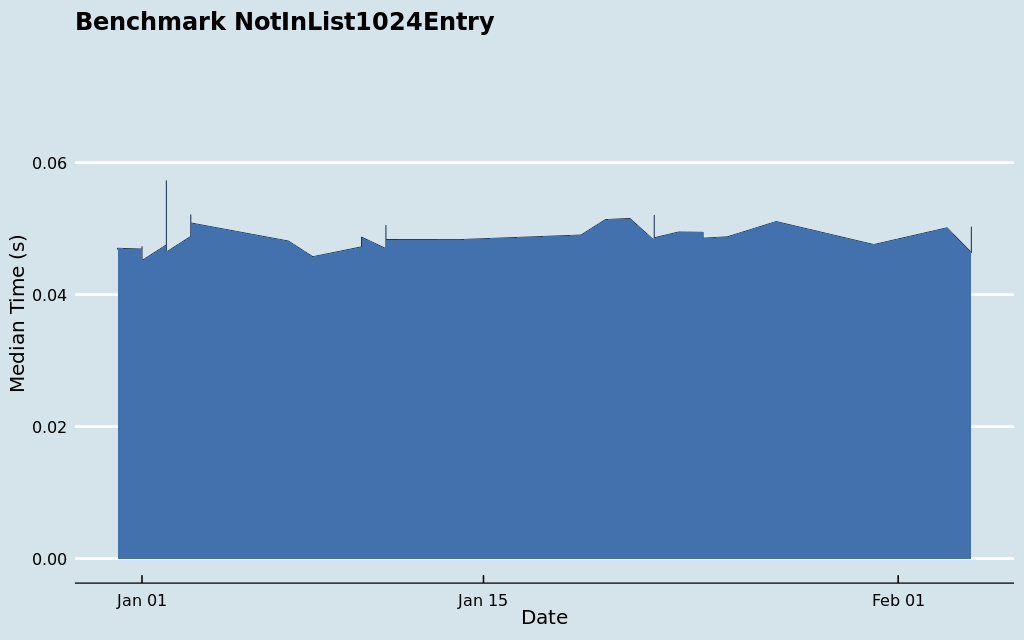 Benchmark NotInList1024Entry
0.06
0.04
0.02
0.00
Median Time (s)
Jan 01
Jan 15
Feb 01
Date